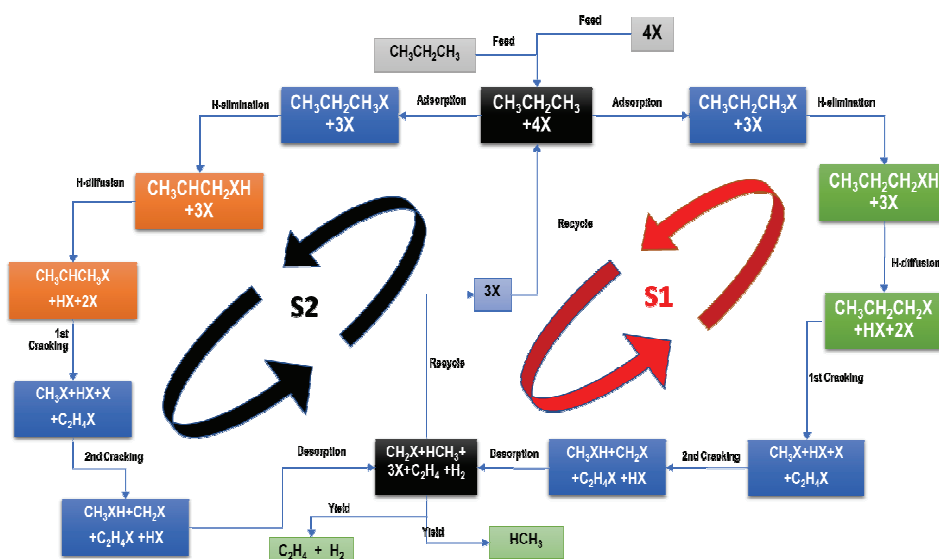 Feed
Feed
4X
CH₃CH₂CH₃
CH₃CH₂CH₃X
+3X
Adsorption
CH₃CH₂CH₃
+4X
Adsorption
CH₃CH₂CH₃X
+3X
H-elimination
H-elimination
H-diffusion
CH₃CHCH₂XH
+3X
CH₃CH₂CH₂XH
+3X
Recycle
H-diffusion
CH₃CHCH₃X
+HX+2X
S2
3X
S1
CH₃CH₂CH₂X
+HX+2X
1st
Cracking
Recycle
1st Cracking
CH₃X+HX+X
+C₂H₄X
2nd Cracking
Desorption
CH₂X+HCH₃+
3X+C₂H₄ +H₂
Desorption
CH₃XH+CH₂X
+C₂H₄X +HX
2nd Cracking
CH₃X+HX+X
+C₂H₄X
CH₃XH+CH₂X
+C₂H₄X +HX
Yield
Yield
C₂H₄ + H₂
HCH₃